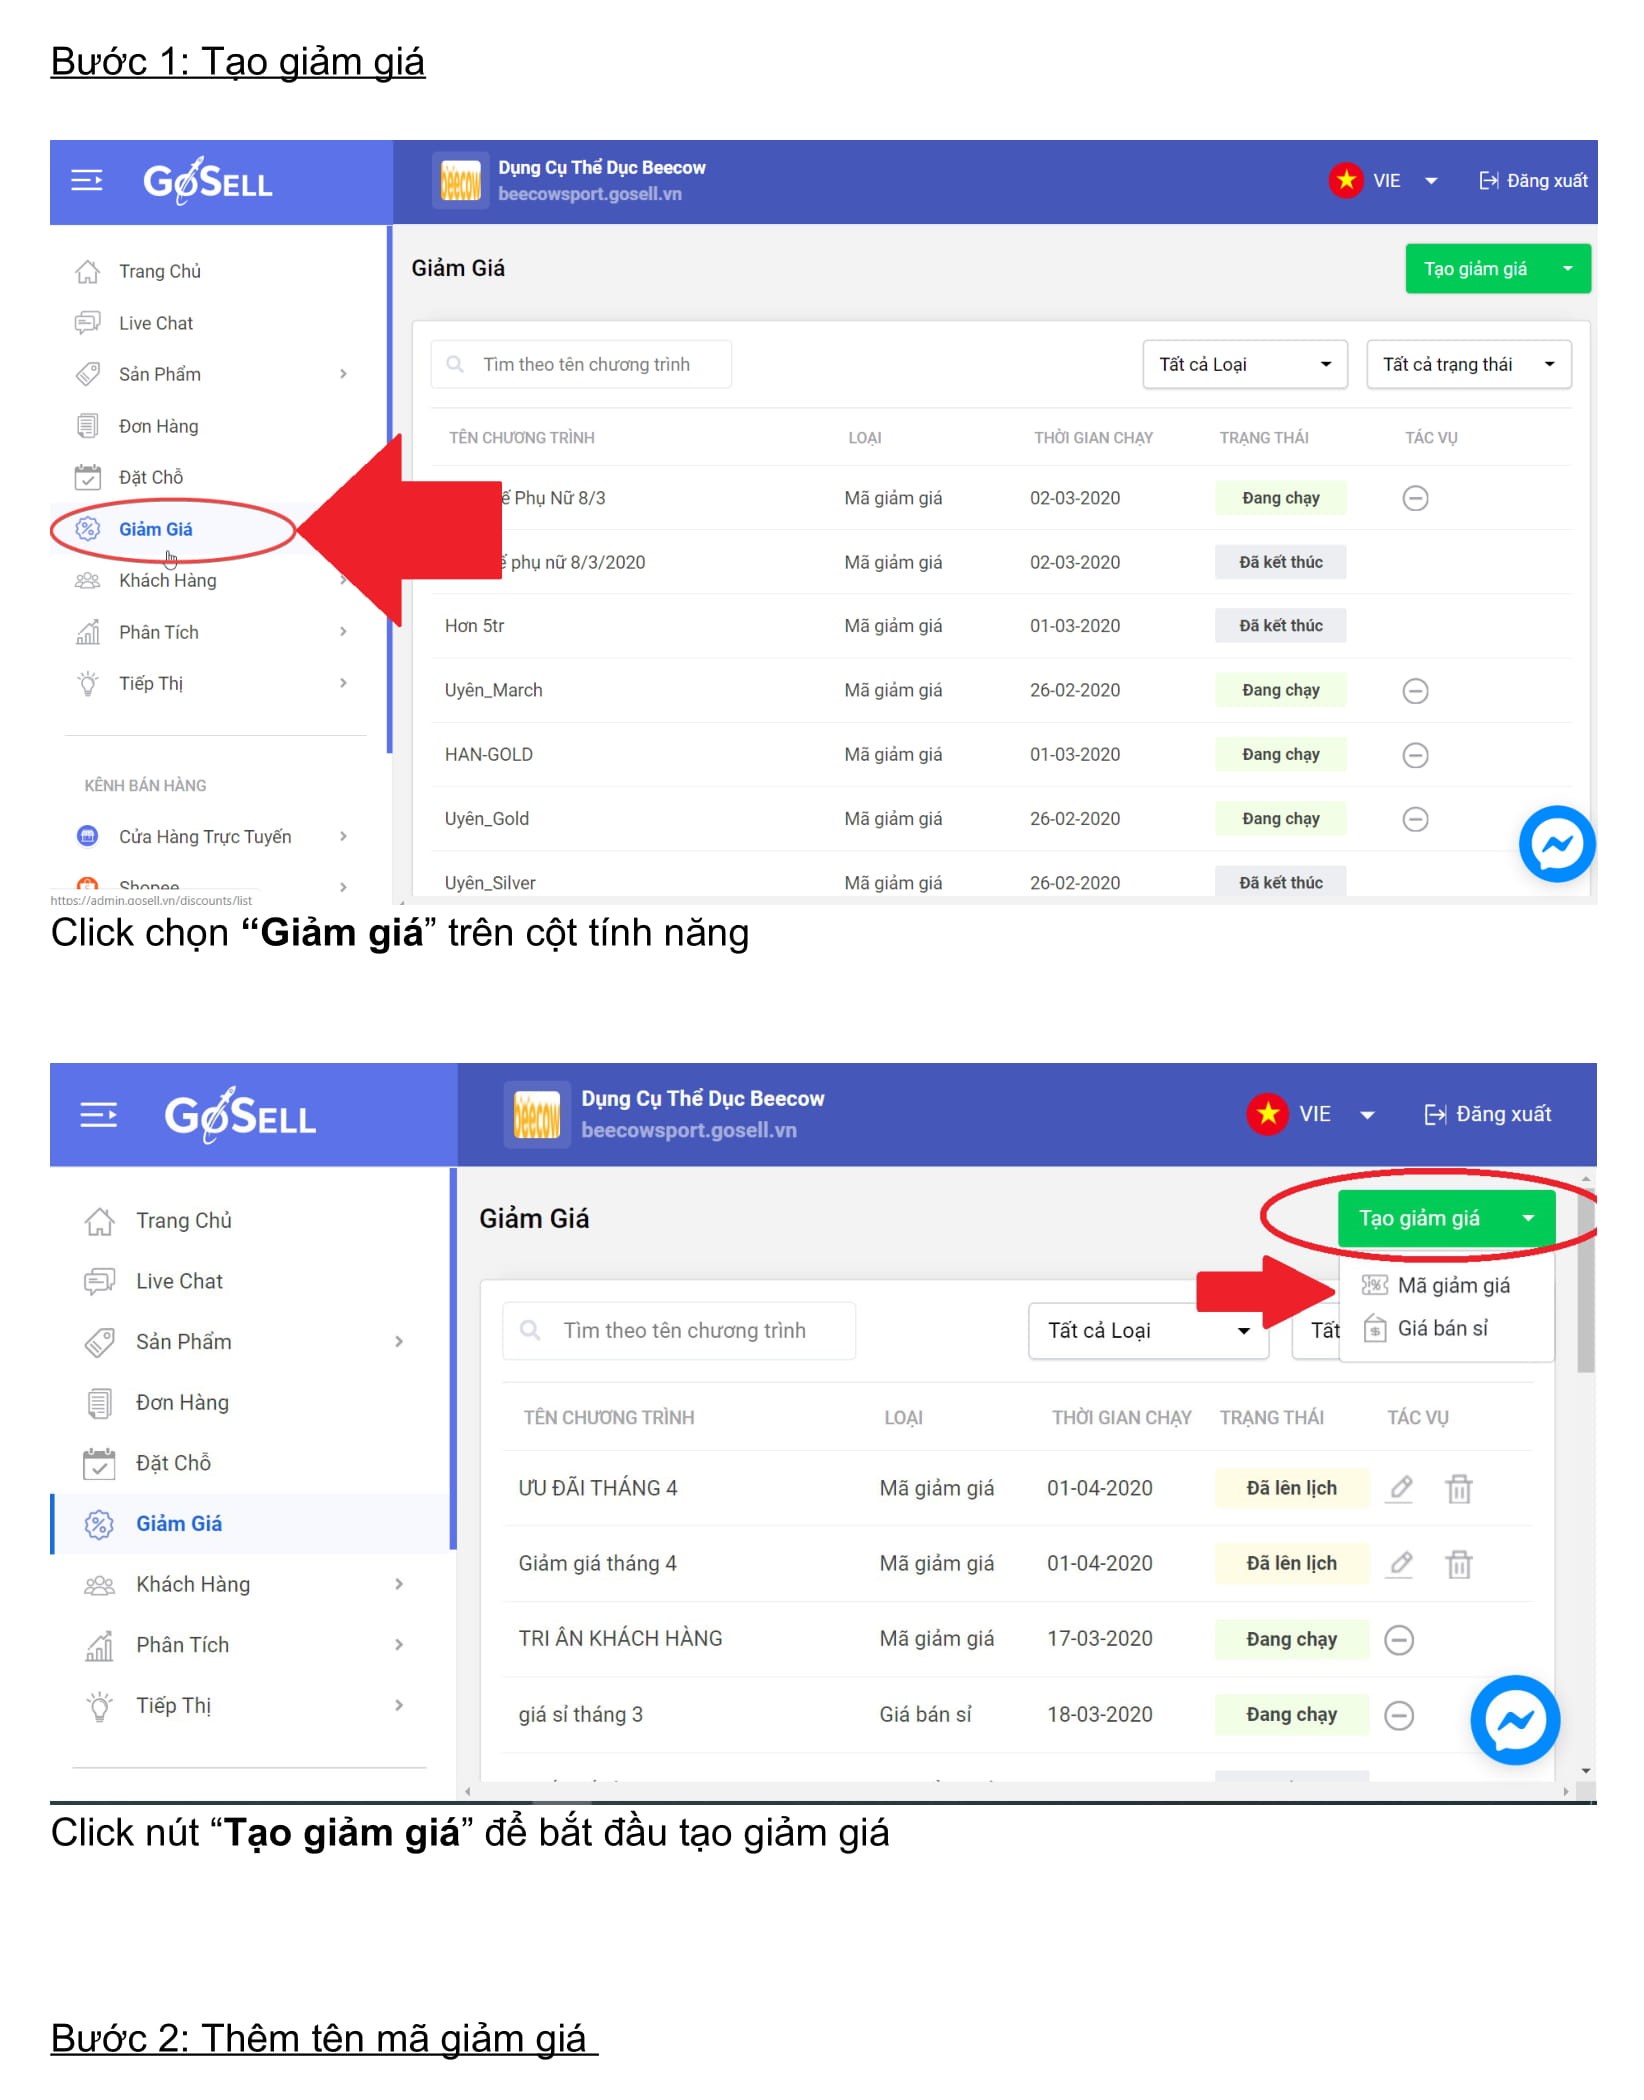 Bước 1: Tạo giảm giá
GoSELL
Dụng Cụ Thể Dục Beecow
beecow
beecowsport.gosell.vn
VIE
Đăng xuất
Trang Chủ
Live Chat
Sản Phẩm
Đơn Hàng
Đặt Chỗ
Giảm Giá
Khách Hàng
Phân Tích
Tiếp Thị
KÊNH BÁN HÀNG
Cửa Hàng Trực Tuyến
Shopee
https://admin.gosell.vn/discounts/list
Giảm Giá
Tạo giảm giá
Tìm theo tên chương trình
Tất cả Loại
Tất cả trạng thái
TÊN CHƯƠNG TRÌNH LOẠI THỜI GIAN CHẠY TRẠNG THÁI TÁC VỤ
Phụ Nữ 8/3 Mã giảm giá 02-03-2020 Đang chạy
phụ nữ 8/3/2020 Mã giảm giá 02-03-2020 Đã kết thúc
Hơn 5tr Mã giảm giá 01-03-2020 Đã kết thúc
Uyên_March Mã giảm giá 26-02-2020 Đang chạy
HAN-GOLD Mã giảm giá 01-03-2020 Đang chạy
Uyên_Gold Mã giảm giá 26-02-2020 Đang chạy
Uyên_Silver Mã giảm giá 26-02-2020 Đã kết thúc
Click chọn “Giảm giá” trên cột tính năng
GoSELL
Dụng Cụ Thể Dục Beecow
beecow
beecowsport.gosell.vn
VIE
Đăng xuất
Trang Chủ
Live Chat
Sản Phẩm
Đơn Hàng
Đặt Chỗ
Giảm Giá
Khách Hàng
Phân Tích
Tiếp Thị
Giảm Giá
Tạo giảm giá
Mã giảm giá
Giá bán sỉ
Tìm theo tên chương trình
Tất cả Loại
Tất
TÊN CHƯƠNG TRÌNH LOẠI THỜI GIAN CHẠY TRẠNG THÁI TÁC VỤ
ƯU ĐÃI THÁNG 4 Mã giảm giá 01-04-2020 Đã lên lịch
Giảm giá tháng 4 Mã giảm giá 01-04-2020 Đã lên lịch
TRI ÂN KHÁCH HÀNG Mã giảm giá 17-03-2020 Đang chạy
giá sỉ tháng 3 Giá bán sỉ 18-03-2020 Đang chạy
Click nút “Tạo giảm giá” để bắt đầu tạo giảm giá
Bước 2: Thêm tên mã giảm giá